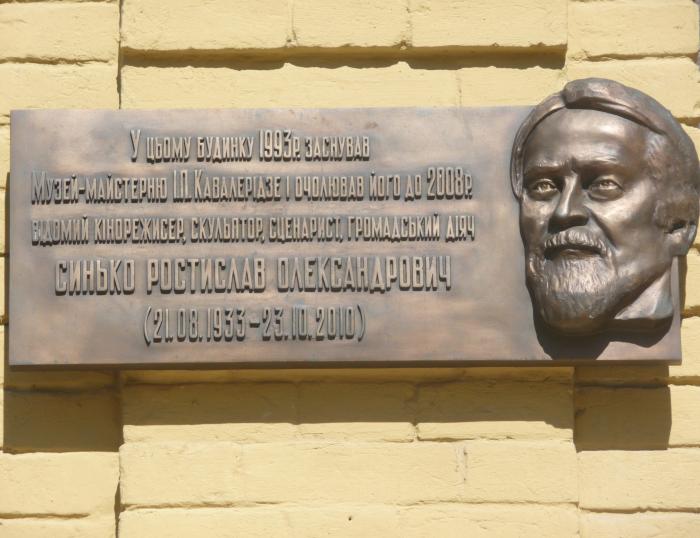 У цьому будинку 1993р. заснував
Музей-майстерню І.П. Кавалерідзе і очолював його до 2008р.
відомий кінорежисер, скульптор, сценарист, громадський діяч
СИНЬКО РОСТИСЛАВ ОЛЕКСАНДРОВИЧ
(21.08.1933-23.10.2010)